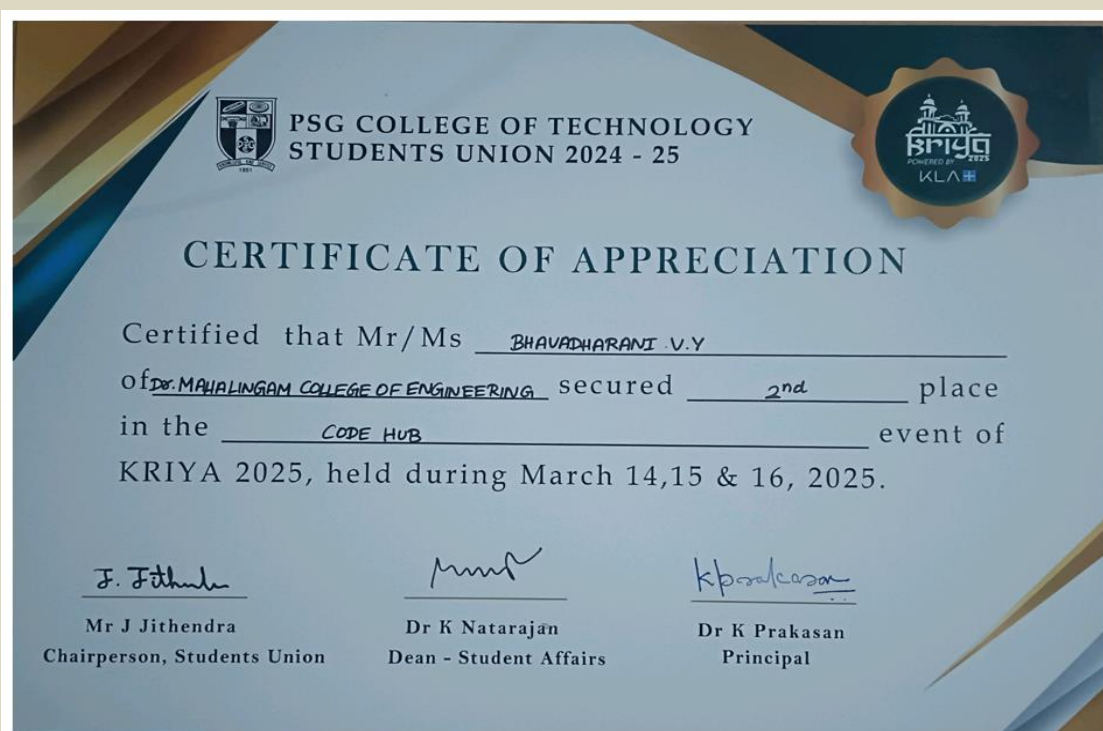 PSG COLLEGE OF TECHNOLOGY
STUDENTS UNION 2024 - 25
Kriya
2025
POWERED BY
KLA
1951
CERTIFICATE OF APPRECIATION
Certified that Mr/Ms BHAVADHARANI .V.Y
of Dr. MAHALINGAM COLLEGE OF ENGINEERING secured 2nd place
in the CODE HUB event of
KRIYA 2025, held during March 14,15 & 16, 2025.
J. Jithendra
kprakasan
Mr J Jithendra
Dr K Natarajan
Dr K Prakasan
Chairperson, Students Union
Dean - Student Affairs
Principal